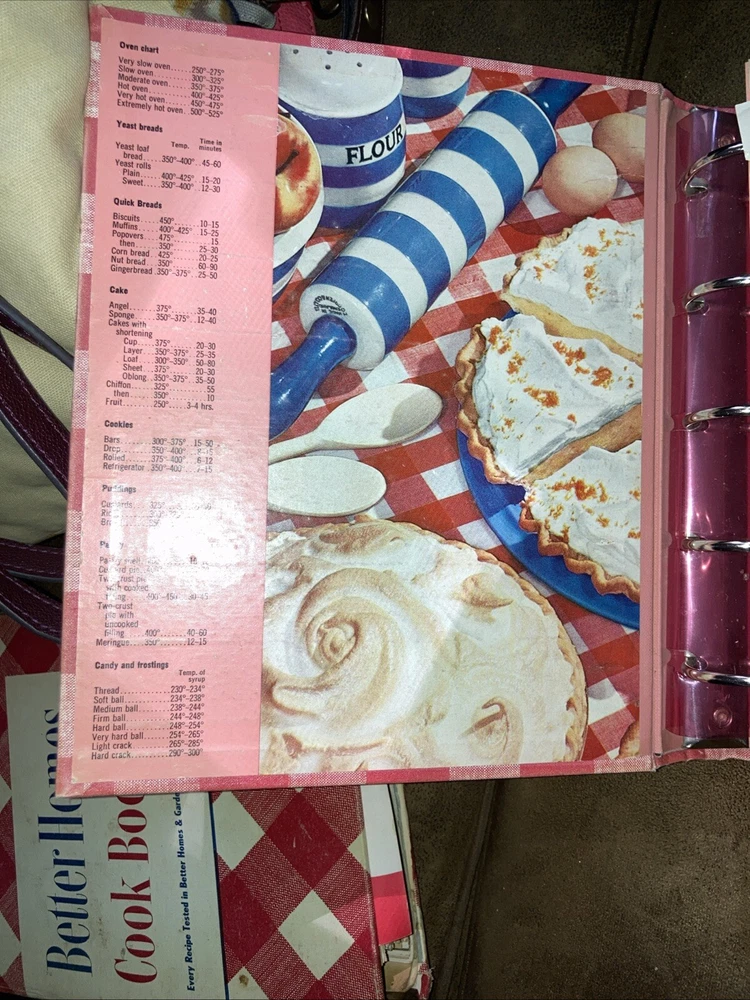 Oven chart
Very slow oven.....250°-275°
Slow oven..........300°-325°
Moderate oven......350°-375°
Hot oven...........400°-425°
Very hot oven......450°-475°
Extremely hot oven. 500°-525°
Yeast breads
Temp. Time in minutes
Yeast loaf
bread.....350°-400° 45-60
Yeast rolls
Plain.....400°-425° 15-20
Sweet....350°-400° 12-30
Quick Breads
Biscuits.....450°.......10-15
Muffins.....400°-425° 15-25
Popovers....475°.......15
then.......350°.......25-30
Corn bread..425°......20-25
Nut bread...350°......60-90
Gingerbread.350°-375°..25-50
Cake
Angel.......375°.......35-40
Sponge......350°-375°..12-40
Cakes with
shortening
Cup.....375°.......20-30
Layer...350°-375° 25-35
Loaf....300°-350° 50-80
Sheet...375°.......20-30
Oblong..350°-375° 35-50
Chiffon.......325°.......55
then.......350°.......10
Fruit.........250°....3-4 hrs.
Cookies
Bars.......300°-375° 15-50
Drop.......350°-400°
Rolled.....375°-400° 8-12
Refrigerator.350°-400°
Puddings
Custards
filling
Two-crust
pie with
uncooked
filling....400°.......40-60
Meringue....350°.......12-15
Candy and frostings
Temp. of
syrup
Thread..............230°-234°
Soft ball...........234°-238°
Medium ball.........238°-244°
Firm ball...........244°-248°
Hard ball...........248°-254°
Very hard ball......254°-265°
Light crack.........265°-285°
Hard crack..........290°-300°
FLOUR
Better Homes
Cook Boo
Every Recipe Tested in Better Homes & Garde